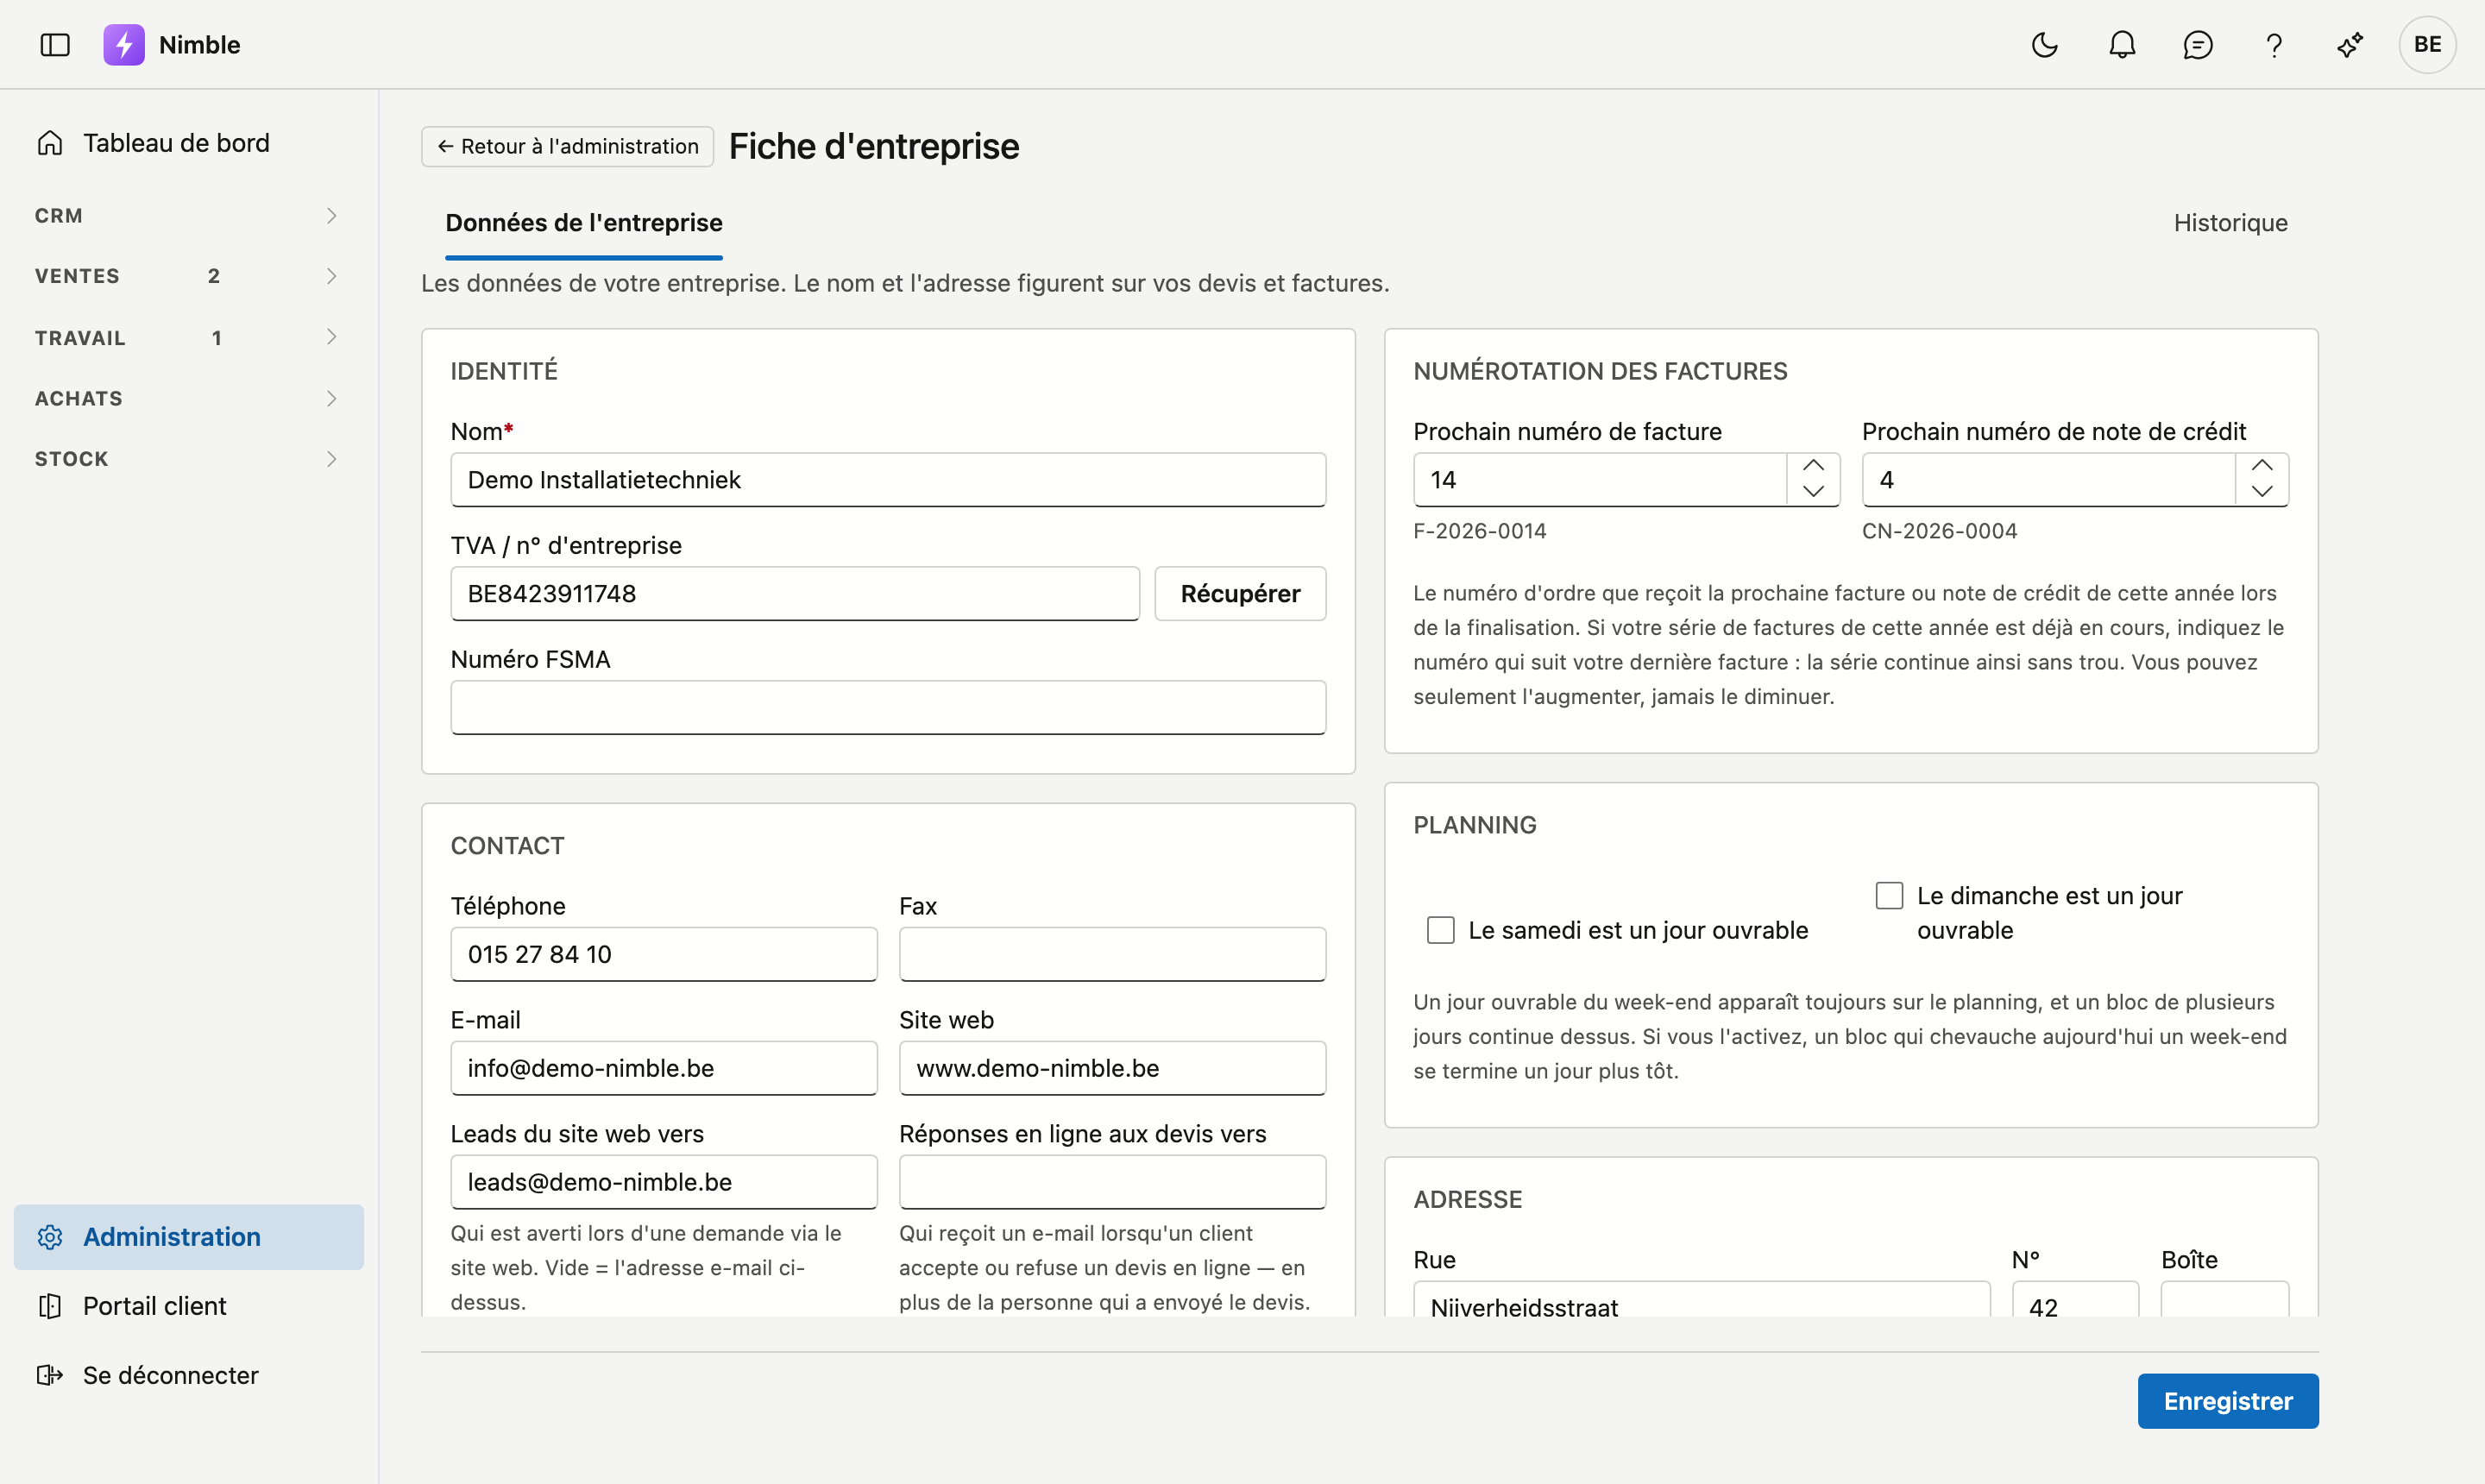 Nimble
BE
Tableau de bord
CRM
VENTES 2
TRAVAIL 1
ACHATS
STOCK
Administration
Portail client
Se déconnecter
← Retour à l'administration
Fiche d'entreprise
Données de l'entreprise
Historique
Les données de votre entreprise. Le nom et l'adresse figurent sur vos devis et factures.
IDENTITÉ
Nom*
Demo Installatietechniek
TVA / n° d'entreprise
BE8423911748
Récupérer
Numéro FSMA
CONTACT
Téléphone
Fax
015 27 84 10
E-mail
Site web
info@demo-nimble.be
www.demo-nimble.be
Leads du site web vers
Réponses en ligne aux devis vers
leads@demo-nimble.be
Qui est averti lors d'une demande via le
site web. Vide = l'adresse e-mail ci-
dessus.
Qui reçoit un e-mail lorsqu'un client
accepte ou refuse un devis en ligne — en
plus de la personne qui a envoyé le devis.
NUMÉROTATION DES FACTURES
Prochain numéro de facture
Prochain numéro de note de crédit
14
4
F-2026-0014
CN-2026-0004
Le numéro d'ordre que reçoit la prochaine facture ou note de crédit de cette année lors
de la finalisation. Si votre série de factures de cette année est déjà en cours, indiquez le
numéro qui suit votre dernière facture : la série continue ainsi sans trou. Vous pouvez
seulement l'augmenter, jamais le diminuer.
PLANNING
Le samedi est un jour ouvrable
Le dimanche est un jour
ouvrable
Un jour ouvrable du week-end apparaît toujours sur le planning, et un bloc de plusieurs
jours continue dessus. Si vous l'activez, un bloc qui chevauche aujourd'hui un week-end
se termine un jour plus tôt.
ADRESSE
Rue
N°
Boîte
Nijverheidsstraat
42
Enregistrer